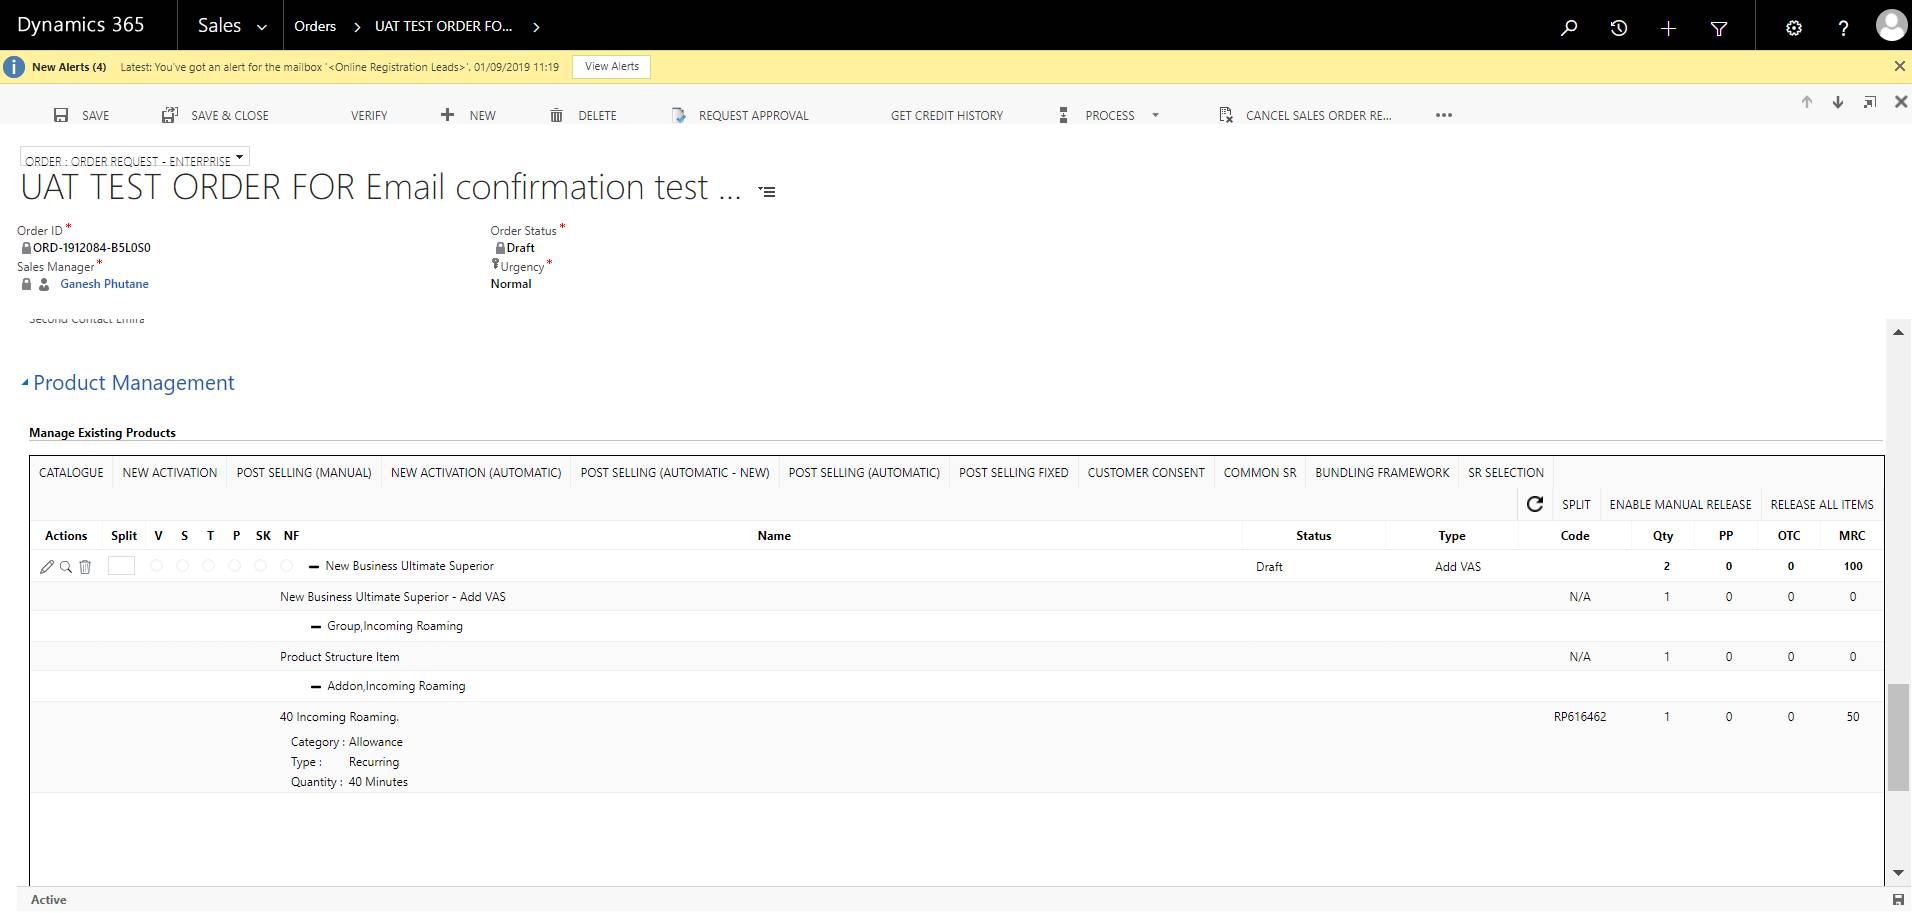 Dynamics 365 Sales Orders UAT TEST ORDER FO...
New Alerts (4) Latest: You've got an alert for the mailbox '<Online Registration Leads>'. 01/09/2019 11:19 View Alerts
SAVE SAVE & CLOSE VERIFY NEW DELETE REQUEST APPROVAL GET CREDIT HISTORY PROCESS CANCEL SALES ORDER RE...
ORDER : ORDER REQUEST - ENTERPRISE
UAT TEST ORDER FOR Email confirmation test ...
Order ID* Order Status*
ORD-1912084-B5L0S0 Draft
Sales Manager* Urgency*
Ganesh Phutane Normal
Second Contact Emira
Product Management
Manage Existing Products
CATALOGUE NEW ACTIVATION POST SELLING (MANUAL) NEW ACTIVATION (AUTOMATIC) POST SELLING (AUTOMATIC - NEW) POST SELLING (AUTOMATIC) POST SELLING FIXED CUSTOMER CONSENT COMMON SR BUNDLING FRAMEWORK SR SELECTION
SPLIT ENABLE MANUAL RELEASE RELEASE ALL ITEMS
Actions Split V S T P SK NF Name Status Type Code Qty PP OTC MRC
New Business Ultimate Superior Draft Add VAS 2 0 0 100
New Business Ultimate Superior - Add VAS N/A 1 0 0 0
Group,Incoming Roaming
Product Structure Item N/A 1 0 0 0
Addon,Incoming Roaming
40 Incoming Roaming. RP616462 1 0 0 50
Category : Allowance
Type : Recurring
Quantity : 40 Minutes
Active